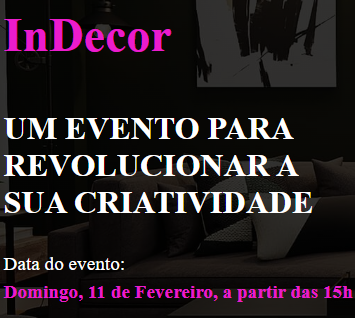 InDecor
UM EVENTO PARA
REVOLUCIONAR A
SUA CRIATIVIDADE
Data do evento:
Domingo, 11 de Fevereiro, a partir das 15h